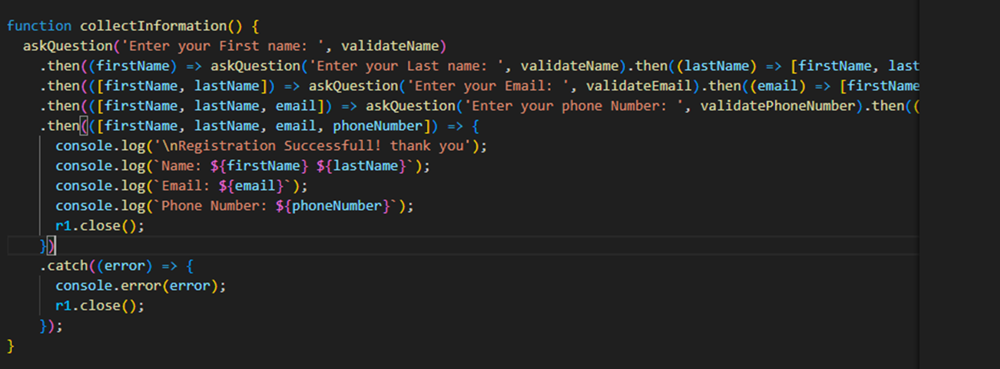 function collectInformation() {
askQuestion('Enter your First name: ', validateName)
.then((firstName) => askQuestion('Enter your Last name: ', validateName).then((lastName) => [firstName, last
.then(([firstName, lastName]) => askQuestion('Enter your Email: ', validateEmail).then((email) => [firstName
.then(([firstName, lastName, email]) => askQuestion('Enter your phone Number: ', validatePhoneNumber).then((
.then(([firstName, lastName, email, phoneNumber]) => {
console.log('\nRegistration Successfull! thank you');
console.log(`Name: ${firstName} ${lastName}`);
console.log(`Email: ${email}`);
console.log(`Phone Number: ${phoneNumber}`);
r1.close();
})
.catch((error) => {
console.error(error);
r1.close();
});
}